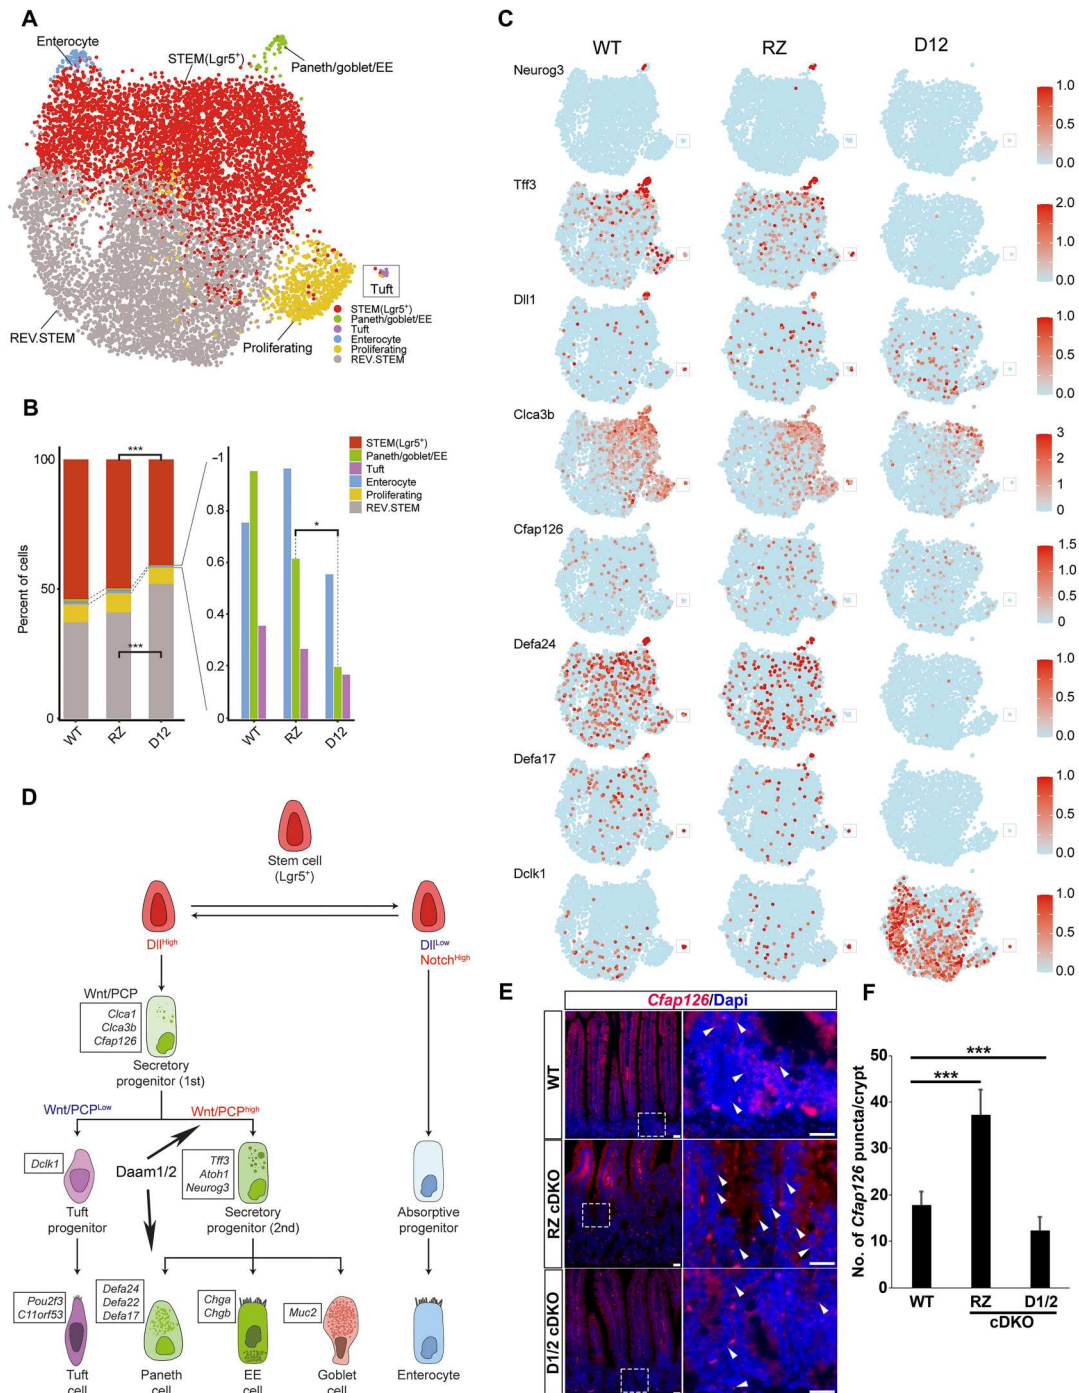 A
Enterocyte
STEM(Lgr5+)
Paneth/goblet/EE
REV.STEM
Proliferating
Tuft
STEM(Lgr5+)
Paneth/goblet/EE
Tuft
Enterocyte
Proliferating
REV.STEM
B
Percent of cells
100
50
0
***
***
WT
RZ
D12
1
0.8
0.6
0.4
0.2
0
*
WT
RZ
D12
STEM(Lgr5+)
Paneth/goblet/EE
Tuft
Enterocyte
Proliferating
REV.STEM
C
WT RZ D12
Neurog3
1.0
0.5
0.0
Tff3
2.0
1.5
1.0
0.5
0.0
Dll1
1.0
0.5
0.0
Clca3b
3
2
1
0
Cfap126
1.5
1.0
0.5
0
Defa24
1.0
0.5
0.0
Defa17
1.0
0.5
0.0
Dclk1
1.0
0.5
0.0
D
Stem cell
(Lgr5+)
DllHigh
DllLow
NotchHigh
Wnt/PCP
Clca1
Clca3b
Cfap126
Secretory
progenitor (1st)
Wnt/PCPLow
Wnt/PCPhigh
Dclk1
Daam1/2
Tff3
Atoh1
Neurog3
Tuft
progenitor
Secretory
progenitor (2nd)
Absorptive
progenitor
Pou2f3
C11orf53
Defa24
Defa22
Defa17
Chga
Chgb
Muc2
Tuft
cell
Paneth
cell
EE
cell
Goblet
cell
Enterocyte
E
Cfap126/Dapi
WT
RZ cDKO
D1/2 cDKO
F
No. of Cfap126 puncta/crypt
50
40
30
20
10
0
***
***
WT RZ D1/2
cDKO